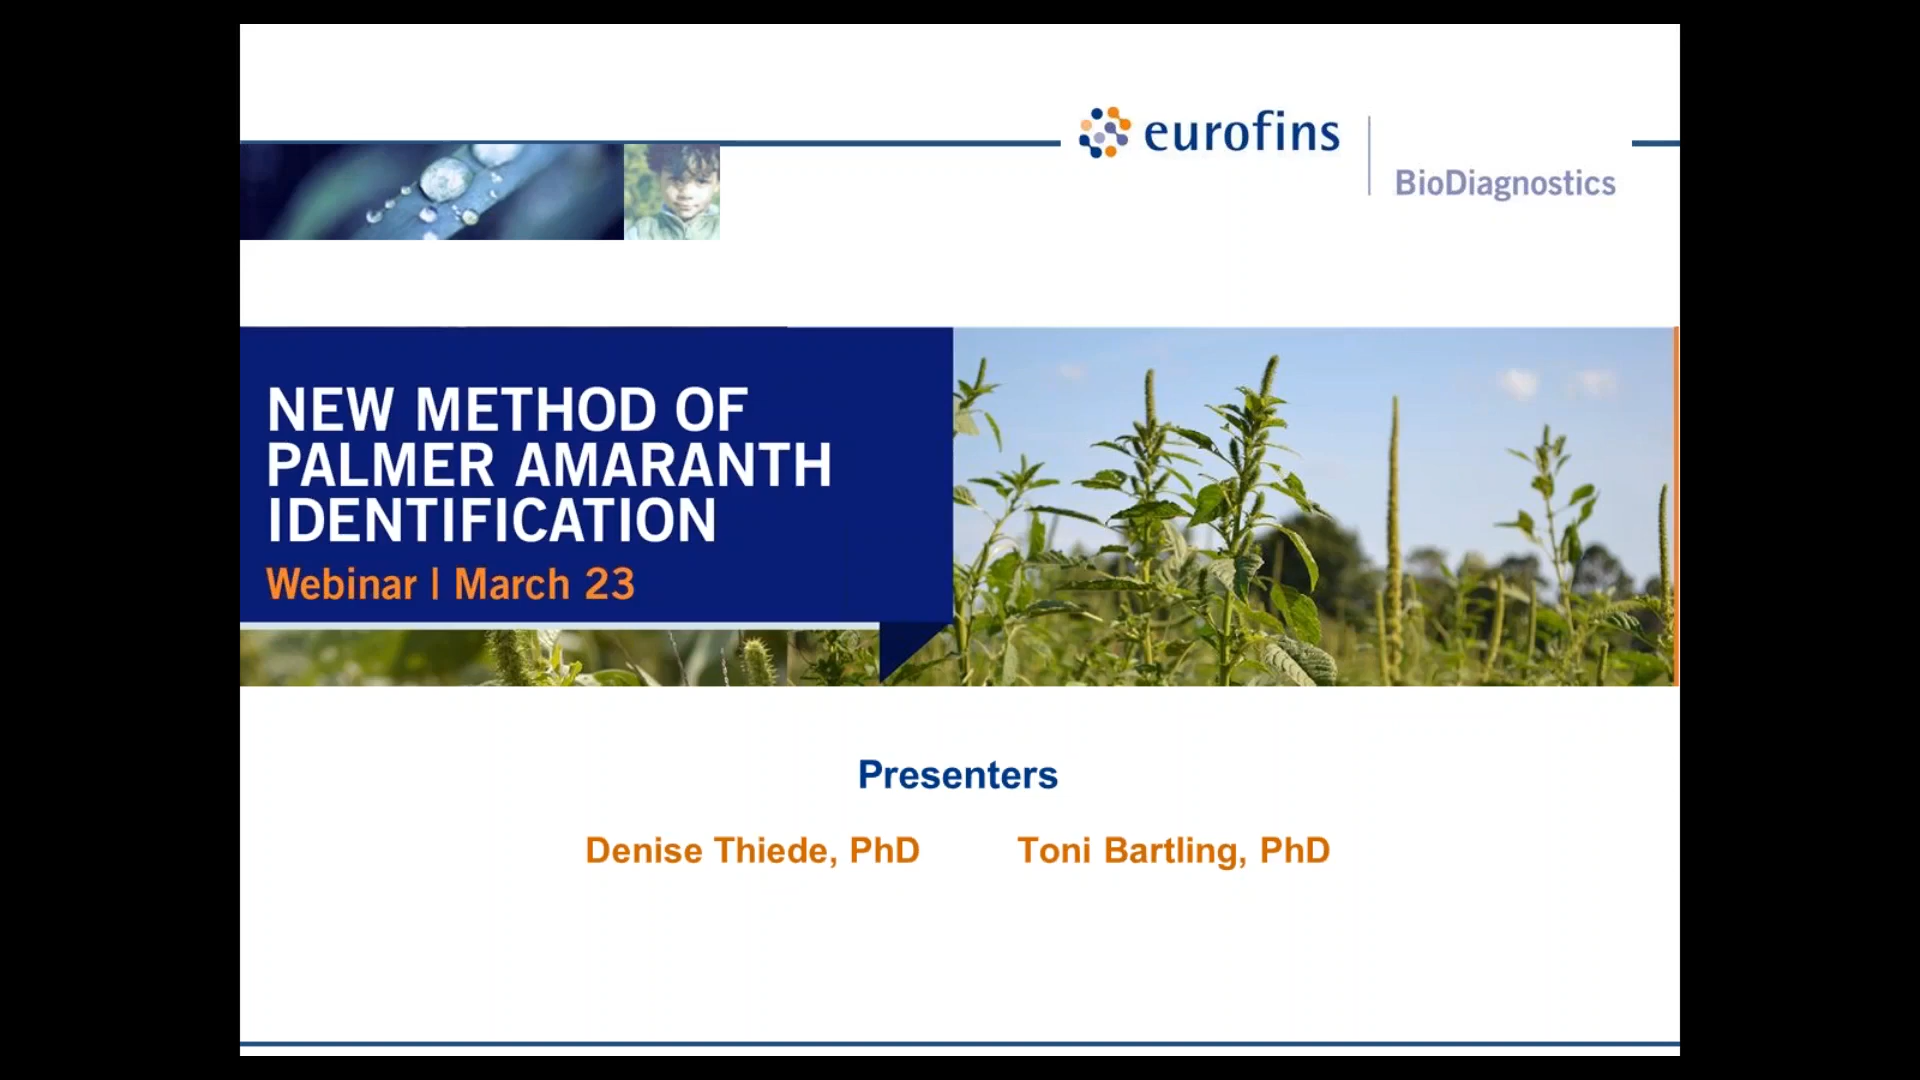 eurofins
BioDiagnostics
NEW METHOD OF
PALMER AMARANTH
IDENTIFICATION
Webinar | March 23
Presenters
Denise Thiede, PhD
Toni Bartling, PhD